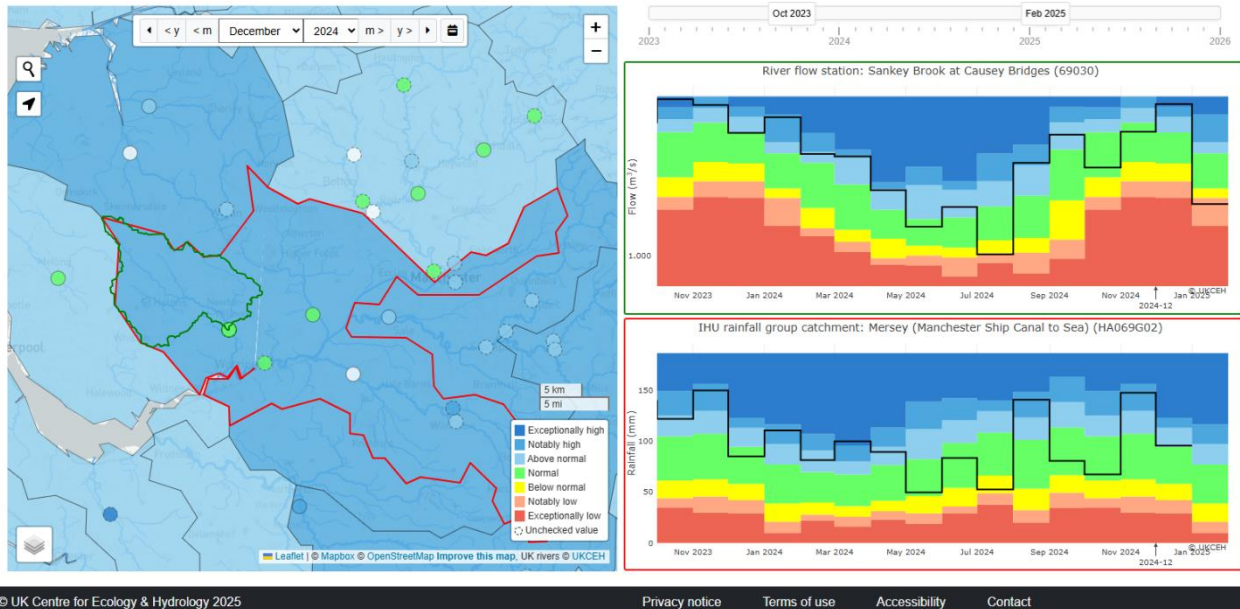 < y
< m
December
2024
m >
y >
+
−
5 km
5 mi
Exceptionally high
Notably high
Above normal
Normal
Below normal
Notably low
Exceptionally low
Unchecked value
Leaflet | © Mapbox © OpenStreetMap Improve this map, UK rivers © UKCEH
Oct 2023
Feb 2025
2023
2024
2025
2026
River flow station: Sankey Brook at Causey Bridges (69030)
Flow (m³/s)
1.000
Nov 2023
Jan 2024
Mar 2024
May 2024
Jul 2024
Sep 2024
Nov 2024
Jan 2025
© UKCEH
2024-12
IHU rainfall group catchment: Mersey (Manchester Ship Canal to Sea) (HA069G02)
Rainfall (mm)
150
100
50
0
Nov 2023
Jan 2024
Mar 2024
May 2024
Jul 2024
Sep 2024
Nov 2024
Jan 2025
© UKCEH
2024-12
© UK Centre for Ecology & Hydrology 2025
Privacy notice
Terms of use
Accessibility
Contact